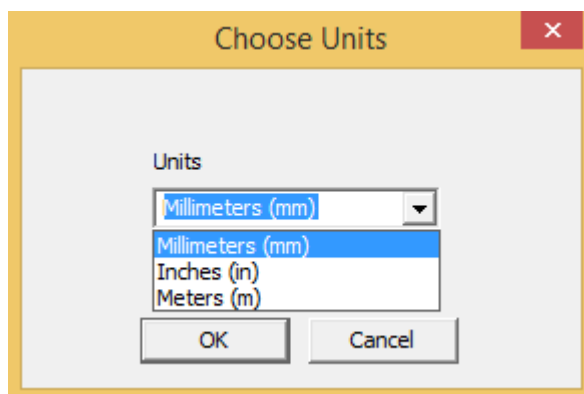 Choose Units
Units
Millimeters (mm)
Millimeters (mm)
Inches (in)
Meters (m)
OK Cancel